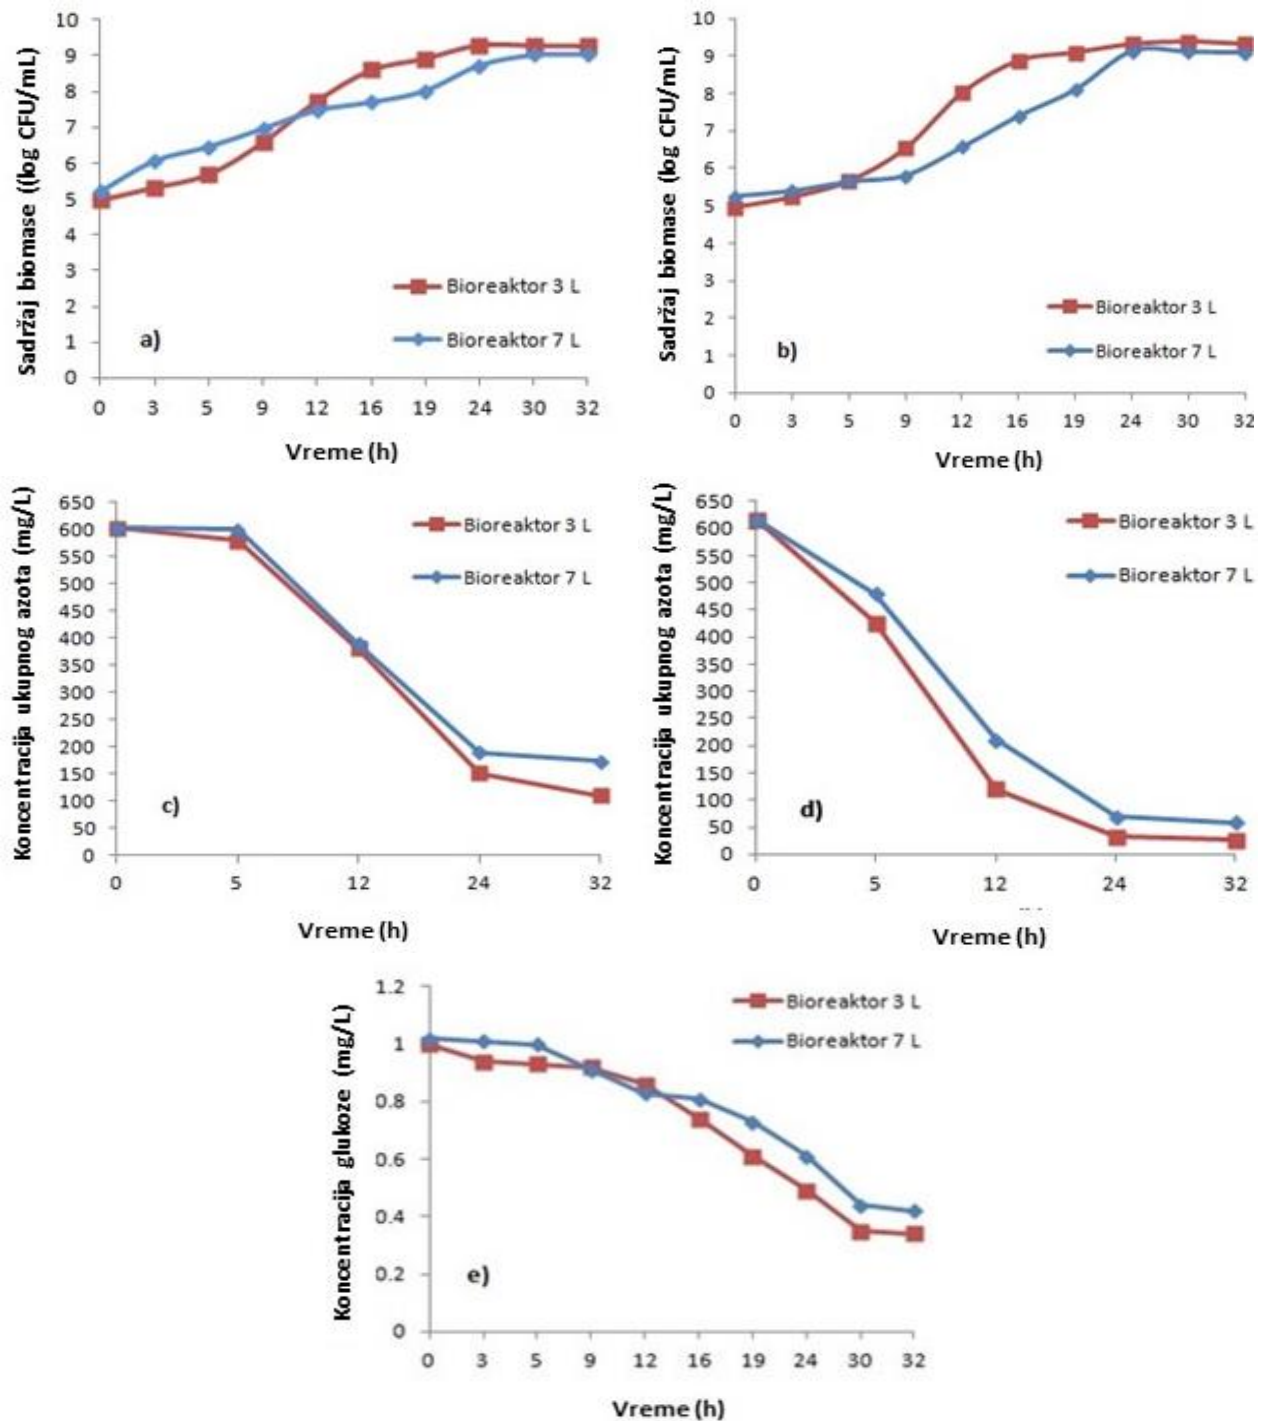 Sadržaj biomase ((log CFU/mL)
10
9
8
7
6
5
4
3
2
1
0
Bioreaktor 3 L
Bioreaktor 7 L
a)
0 3 5 9 12 16 19 24 30 32
Vreme (h)
Sadržaj biomase (log CFU/mL)
10
9
8
7
6
5
4
3
2
1
0
Bioreaktor 3 L
Bioreaktor 7 L
b)
0 3 5 9 12 16 19 24 30 32
Vreme (h)
Koncentracija ukupnog azota (mg/L)
650
600
550
500
450
400
350
300
250
200
150
100
50
0
Bioreaktor 3 L
Bioreaktor 7 L
c)
0 5 12 24 32
Vreme (h)
Koncentracija ukupnog azota (mg/L)
650
600
550
500
450
400
350
300
250
200
150
100
50
0
Bioreaktor 3 L
Bioreaktor 7 L
d)
0 5 12 24 32
Vreme (h)
Koncentracija glukoze (mg/L)
1.2
1
0.8
0.6
0.4
0.2
0
Bioreaktor 3 L
Bioreaktor 7 L
e)
0 3 5 9 12 16 19 24 30 32
Vreme (h)